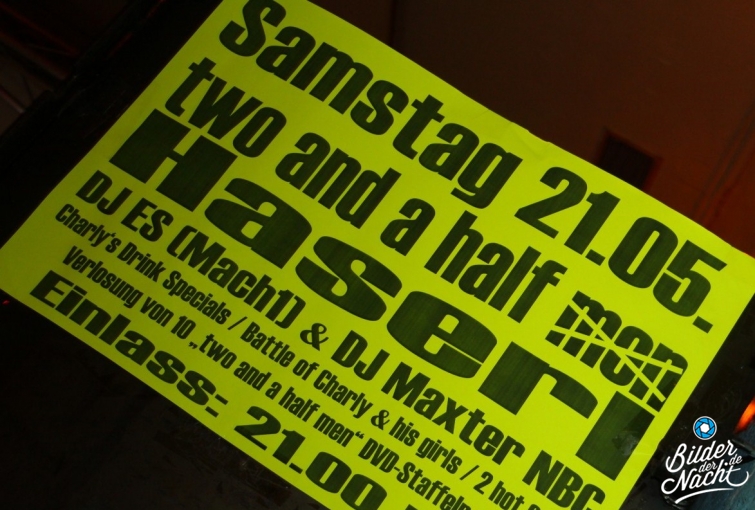 Samstag 21.05.
two and a half men
Haseri
DJ ES (Mach1) & DJ Maxter NBC
Charly's Drink Specials / Battle of Charly & his girls / 2 hot
Verlosung von 10 „two and a half men“ DVD-Staffeln
Einlass: 21.00
Bilder
der .de
Nacht